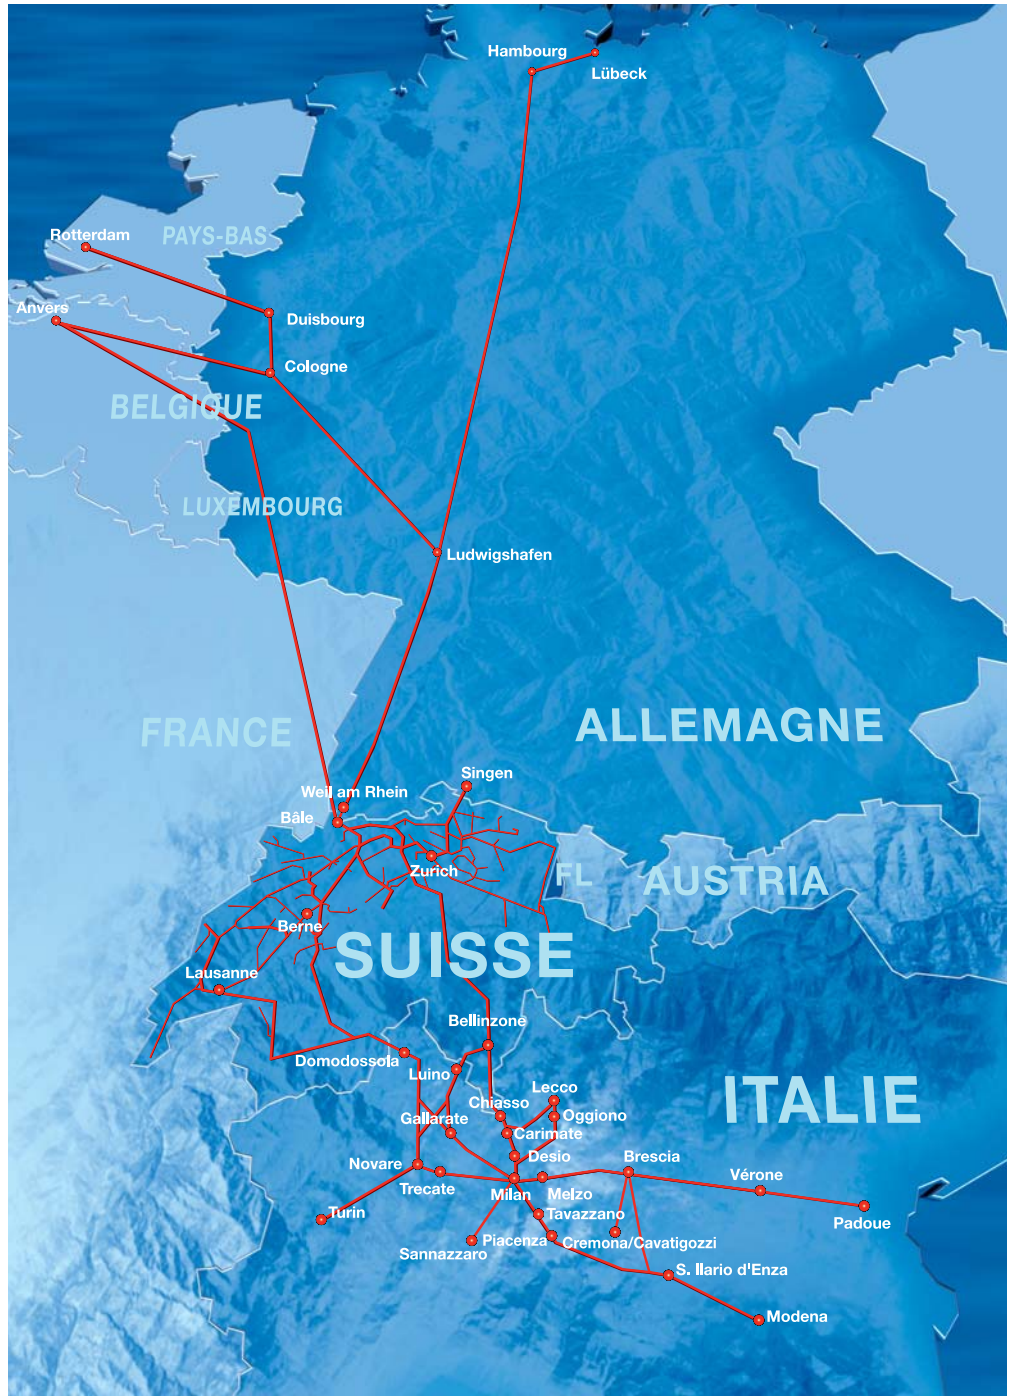 Hambourg
Lübeck
Rotterdam
PAYS-BAS
Anvers
Duisbourg
Cologne
BELGIQUE
LUXEMBOURG
Ludwigshafen
FRANCE
ALLEMAGNE
Singen
Weil am Rhein
Bâle
Zurich
FL
AUSTRIA
Berne
SUISSE
Lausanne
Bellinzone
Domodossola
Luino
Lecco
ITALIE
Chiasso
Gallarate
Oggiono
Carimate
Desio
Brescia
Novare
Vérone
Trecate
Milan
Melzo
Turin
Tavazzano
Padoue
Sannazzaro
Piacenza
Cremona/Cavatigozzi
S. Ilario d'Enza
Modena